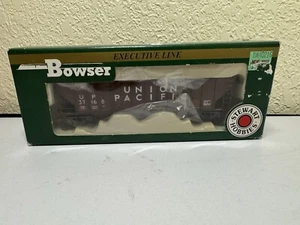 EXECUTIVE LINE
Bowser
UNION
PACIFIC
U P
STEWART
HOBBIES